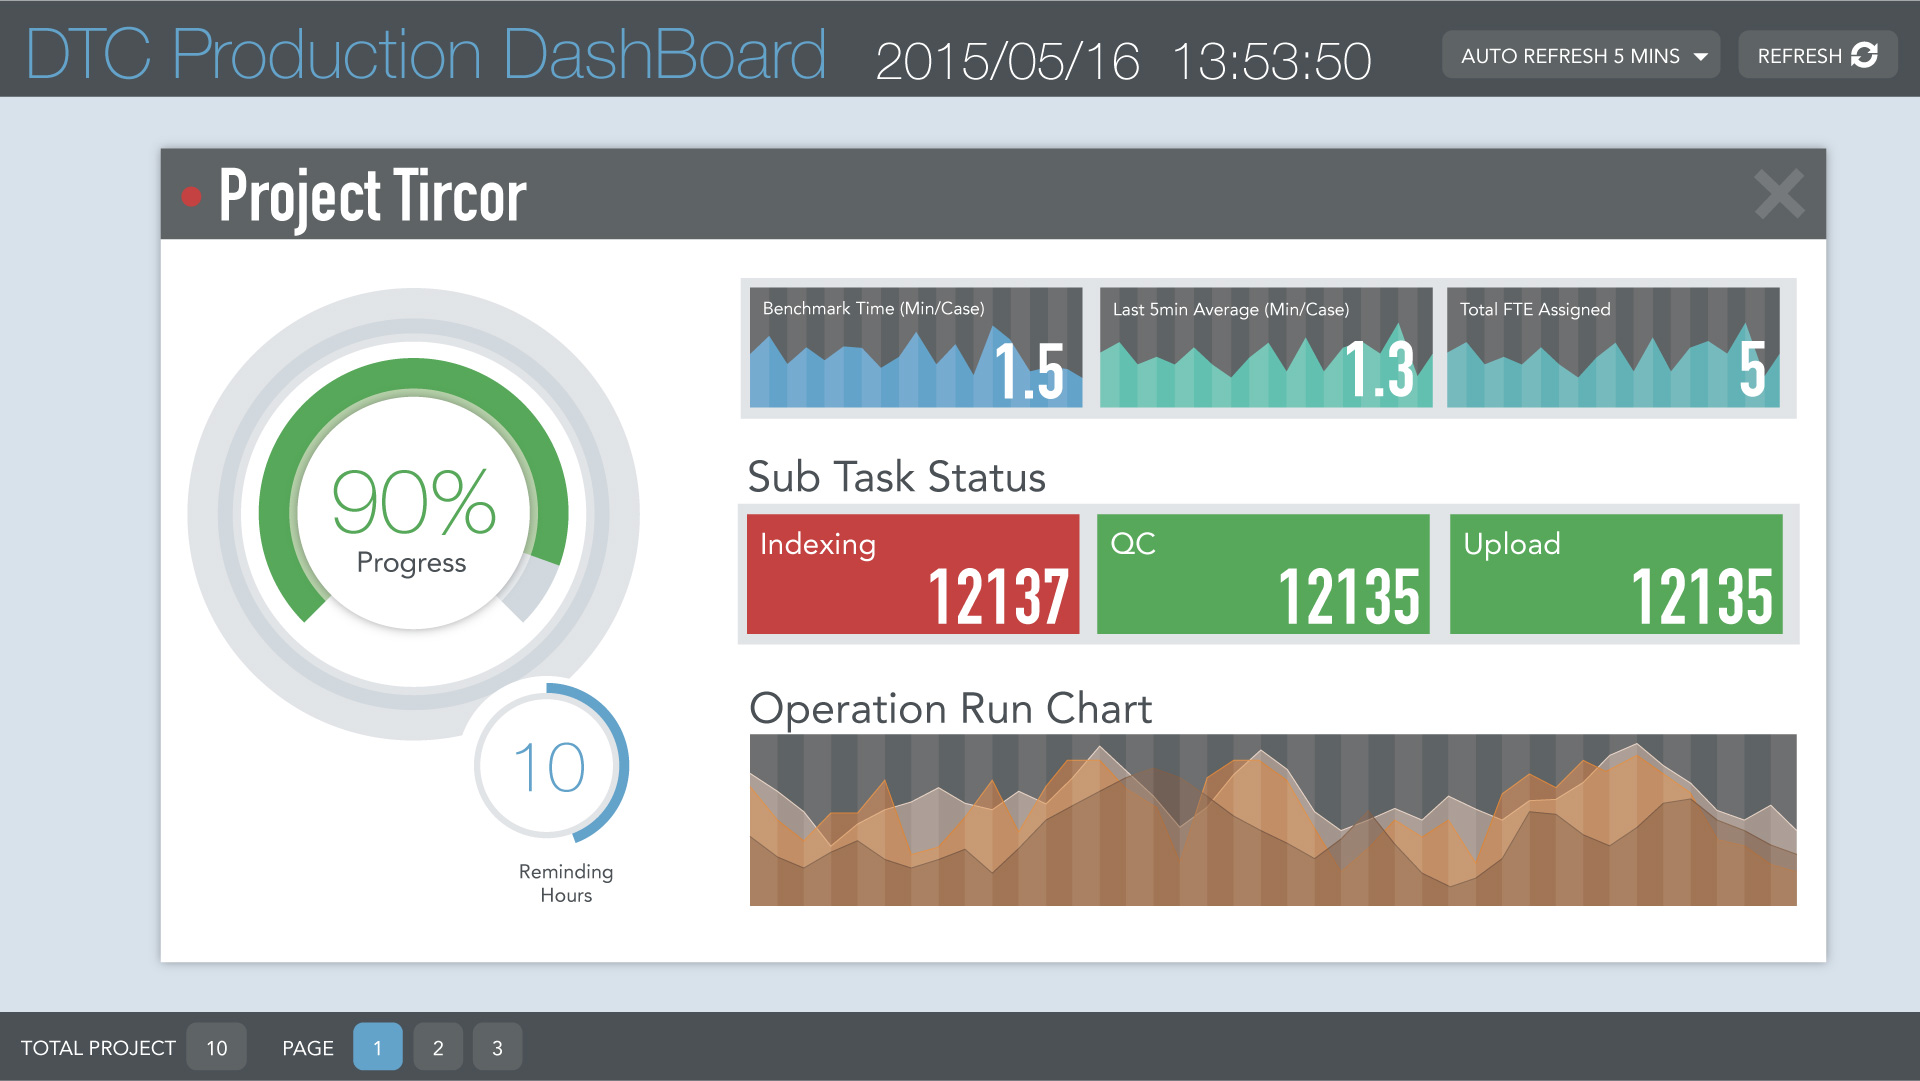 DTC Production DashBoard
2015/05/16 13:53:50
AUTO REFRESH 5 MINS
REFRESH
Project Tircor
90%
Progress
10
Reminding
Hours
Benchmark Time (Min/Case)
1.5
Last 5min Average (Min/Case)
1.3
Total FTE Assigned
5
Sub Task Status
Indexing
12137
QC
12135
Upload
12135
Operation Run Chart
TOTAL PROJECT 10 PAGE 1 2 3